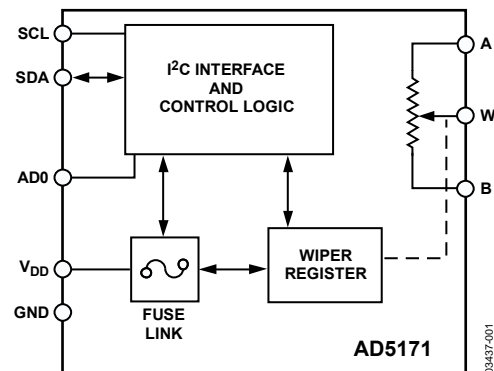 SCL
SDA
AD0
VDD
GND
I2C INTERFACE
AND
CONTROL LOGIC
FUSE
LINK
WIPER
REGISTER
A
W
B
AD5171
03437-001